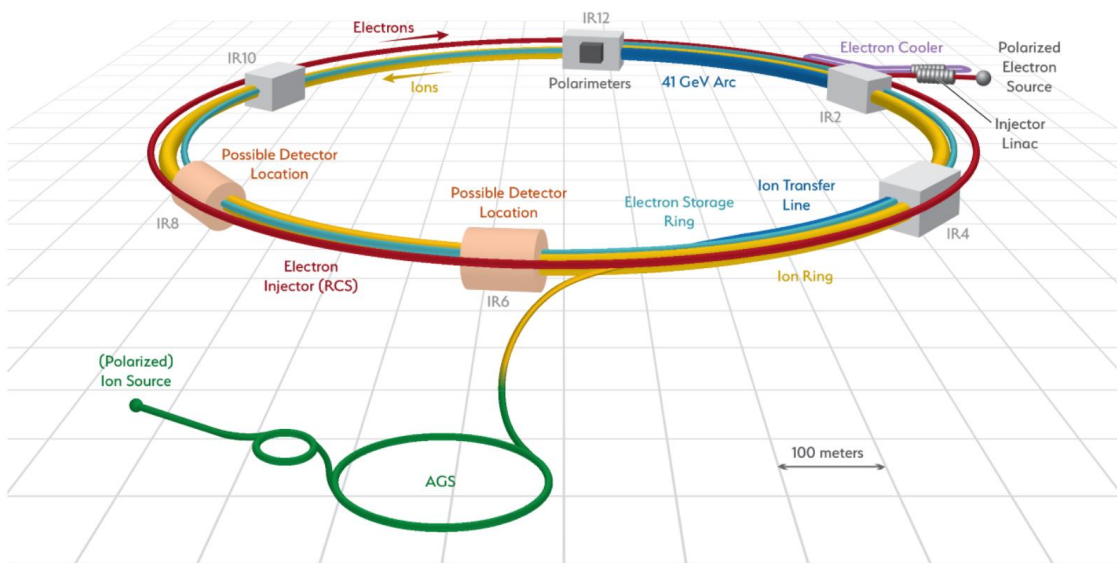 IR12
Electrons
IR10
Ions
Polarimeters
41 GeV Arc
Electron Cooler
Polarized
Electron
Source
IR2
Injector
Linac
Possible Detector
Location
IR8
Possible Detector
Location
Electron Storage
Ring
Ion Transfer
Line
IR4
Electron
Injector (RCS)
IR6
Ion Ring
(Polarized)
Ion Source
AGS
100 meters